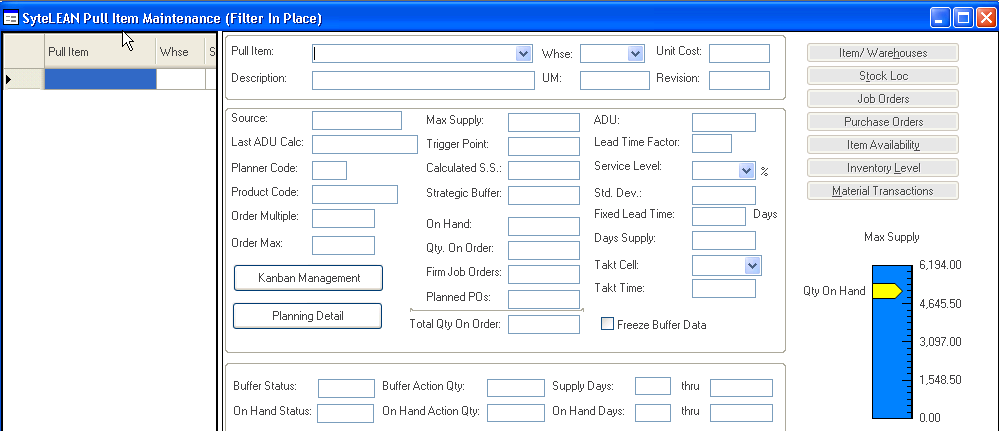 SyteLEAN Pull Item Maintenance (Filter In Place)
Pull Item Whse S
Pull Item: Whse: Unit Cost:
Description: UM: Revision:
Source: Max Supply: ADU:
Last ADU Calc: Trigger Point: Lead Time Factor:
Planner Code: Calculated S.S.: Service Level: %
Product Code: Strategic Buffer: Std. Dev.:
Order Multiple: On Hand: Fixed Lead Time: Days
Order Max: Qty. On Order: Days Supply:
Kanban Management Firm Job Orders: Takt Cell:
Planned POs: Takt Time:
Planning Detail Total Qty On Order: Freeze Buffer Data
Buffer Status: Buffer Action Qty: Supply Days: thru
On Hand Status: On Hand Action Qty: On Hand Days: thru
Item/Warehouses
Stock Loc
Job Orders
Purchase Orders
Item Availability
Inventory Level
Material Transactions
Max Supply
6,194.00
Qty On Hand
4,645.50
3,097.00
1,548.50
0.00